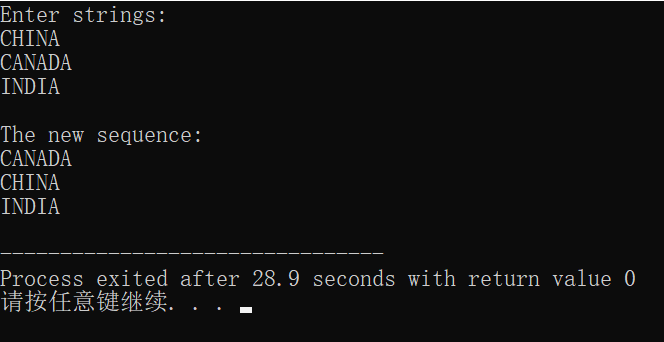 Enter strings:
CHINA
CANADA
INDIA
The new sequence:
CANADA
CHINA
INDIA
--------------------------------
Process exited after 28.9 seconds with return value 0
请按任意键继续. . .